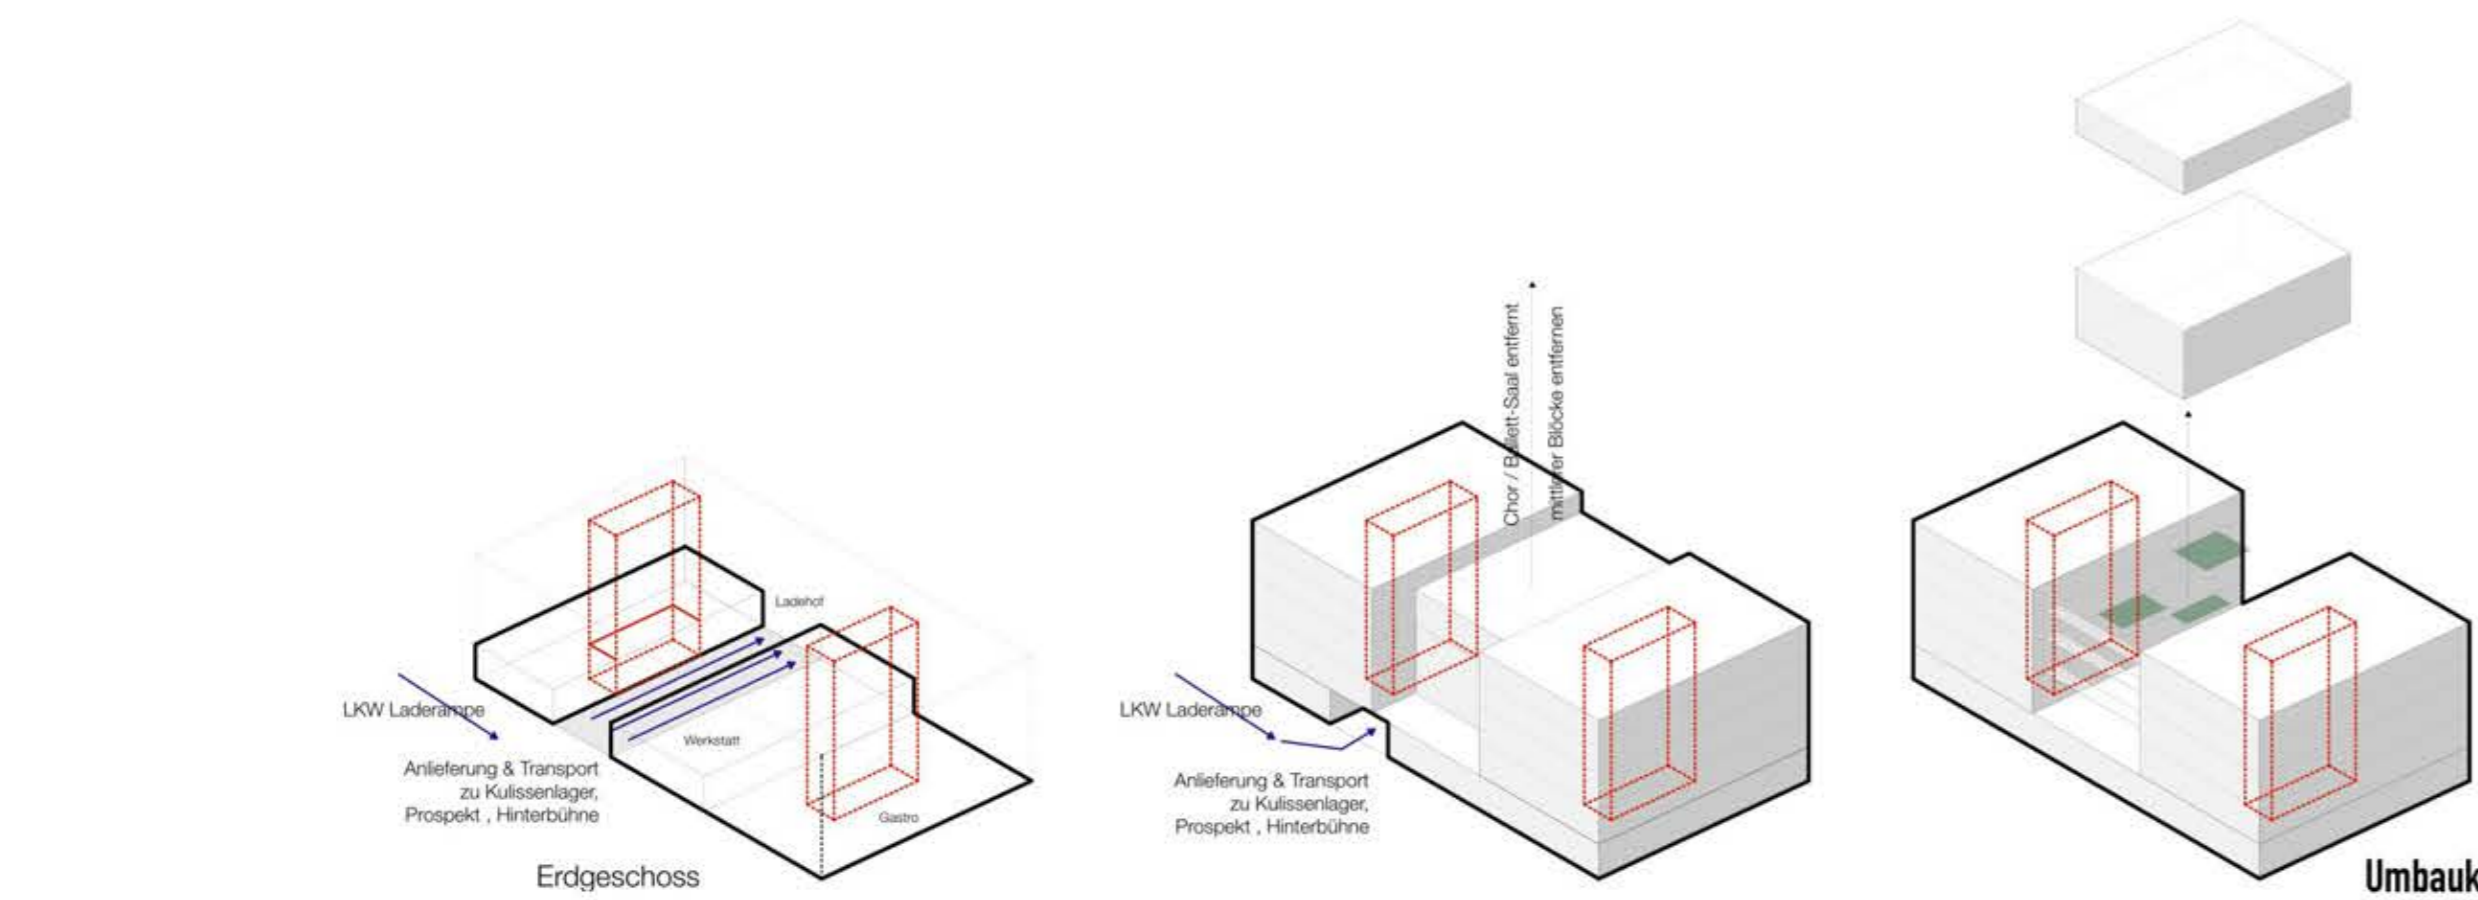 Ladehof
LKW Laderampe
Werkstatt
Anlieferung & Transport
zu Kulissenlager,
Prospekt , Hinterbühne
Gastro
Erdgeschoss
Chor / Ballett-Saal entfernt
mittlerer Blöcke entfernen
LKW Laderampe
Anlieferung & Transport
zu Kulissenlager,
Prospekt , Hinterbühne
Umbauk